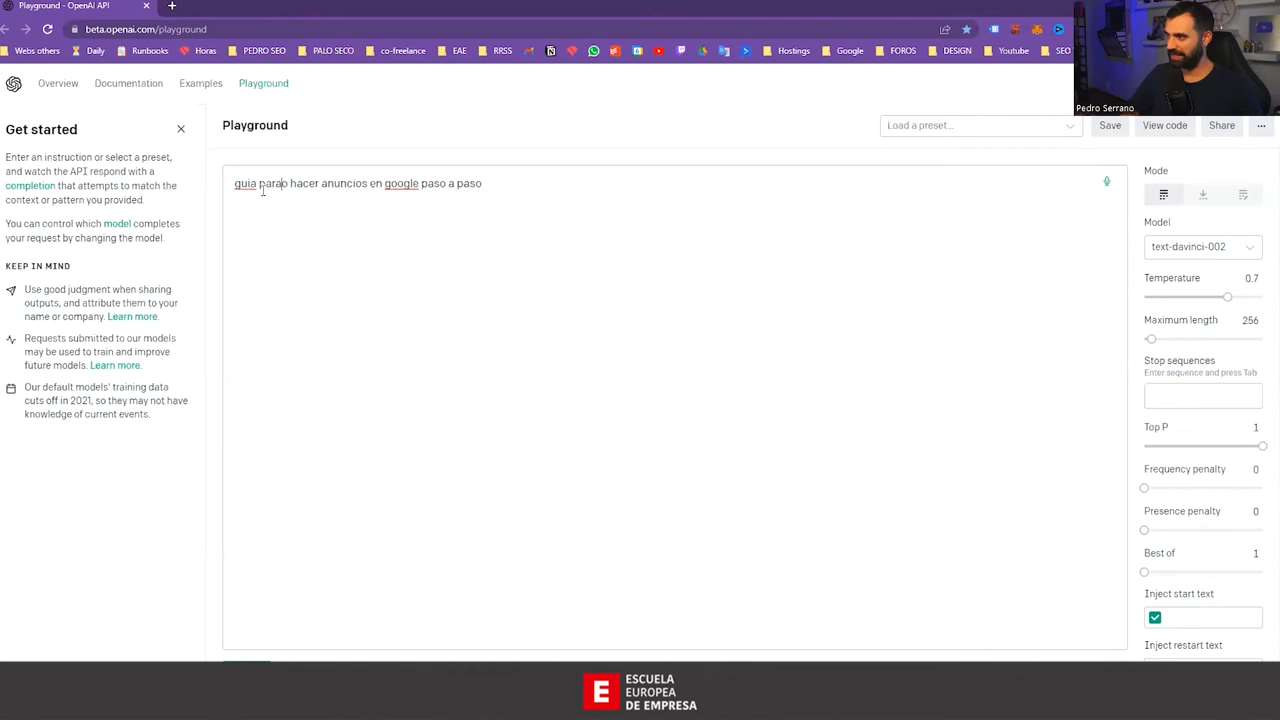 Playground - OpenAI API
beta.openai.com/playground
Webs others
Daily
Runbooks
Horas
PEDRO SEO
PALO SECO
co-freelance
EAE
RRSS
Hostings
Google
FOROS
DESIGN
Youtube
SEO
Pedro Serrano
Overview
Documentation
Examples
Playground
Get started
Enter an instruction or select a preset,
and watch the API respond with a
completion that attempts to match the
context or pattern you provided.
You can control which model completes
your request by changing the model.
KEEP IN MIND
Use good judgment when sharing
outputs, and attribute them to your
name or company. Learn more.
Requests submitted to our models
may be used to train and improve
future models. Learn more.
Our default models' training data
cuts off in 2021, so they may not have
knowledge of current events.
Playground
Load a preset...
Save
View code
Share
guia parao hacer anuncios en google paso a paso
Mode
Model
text-davinci-002
Temperature 0.7
Maximum length 256
Stop sequences
Enter sequence and press Tab
Top P 1
Frequency penalty 0
Presence penalty 0
Best of 1
Inject start text
Inject restart text
E
ESCUELA
EUROPEA
DE EMPRESA